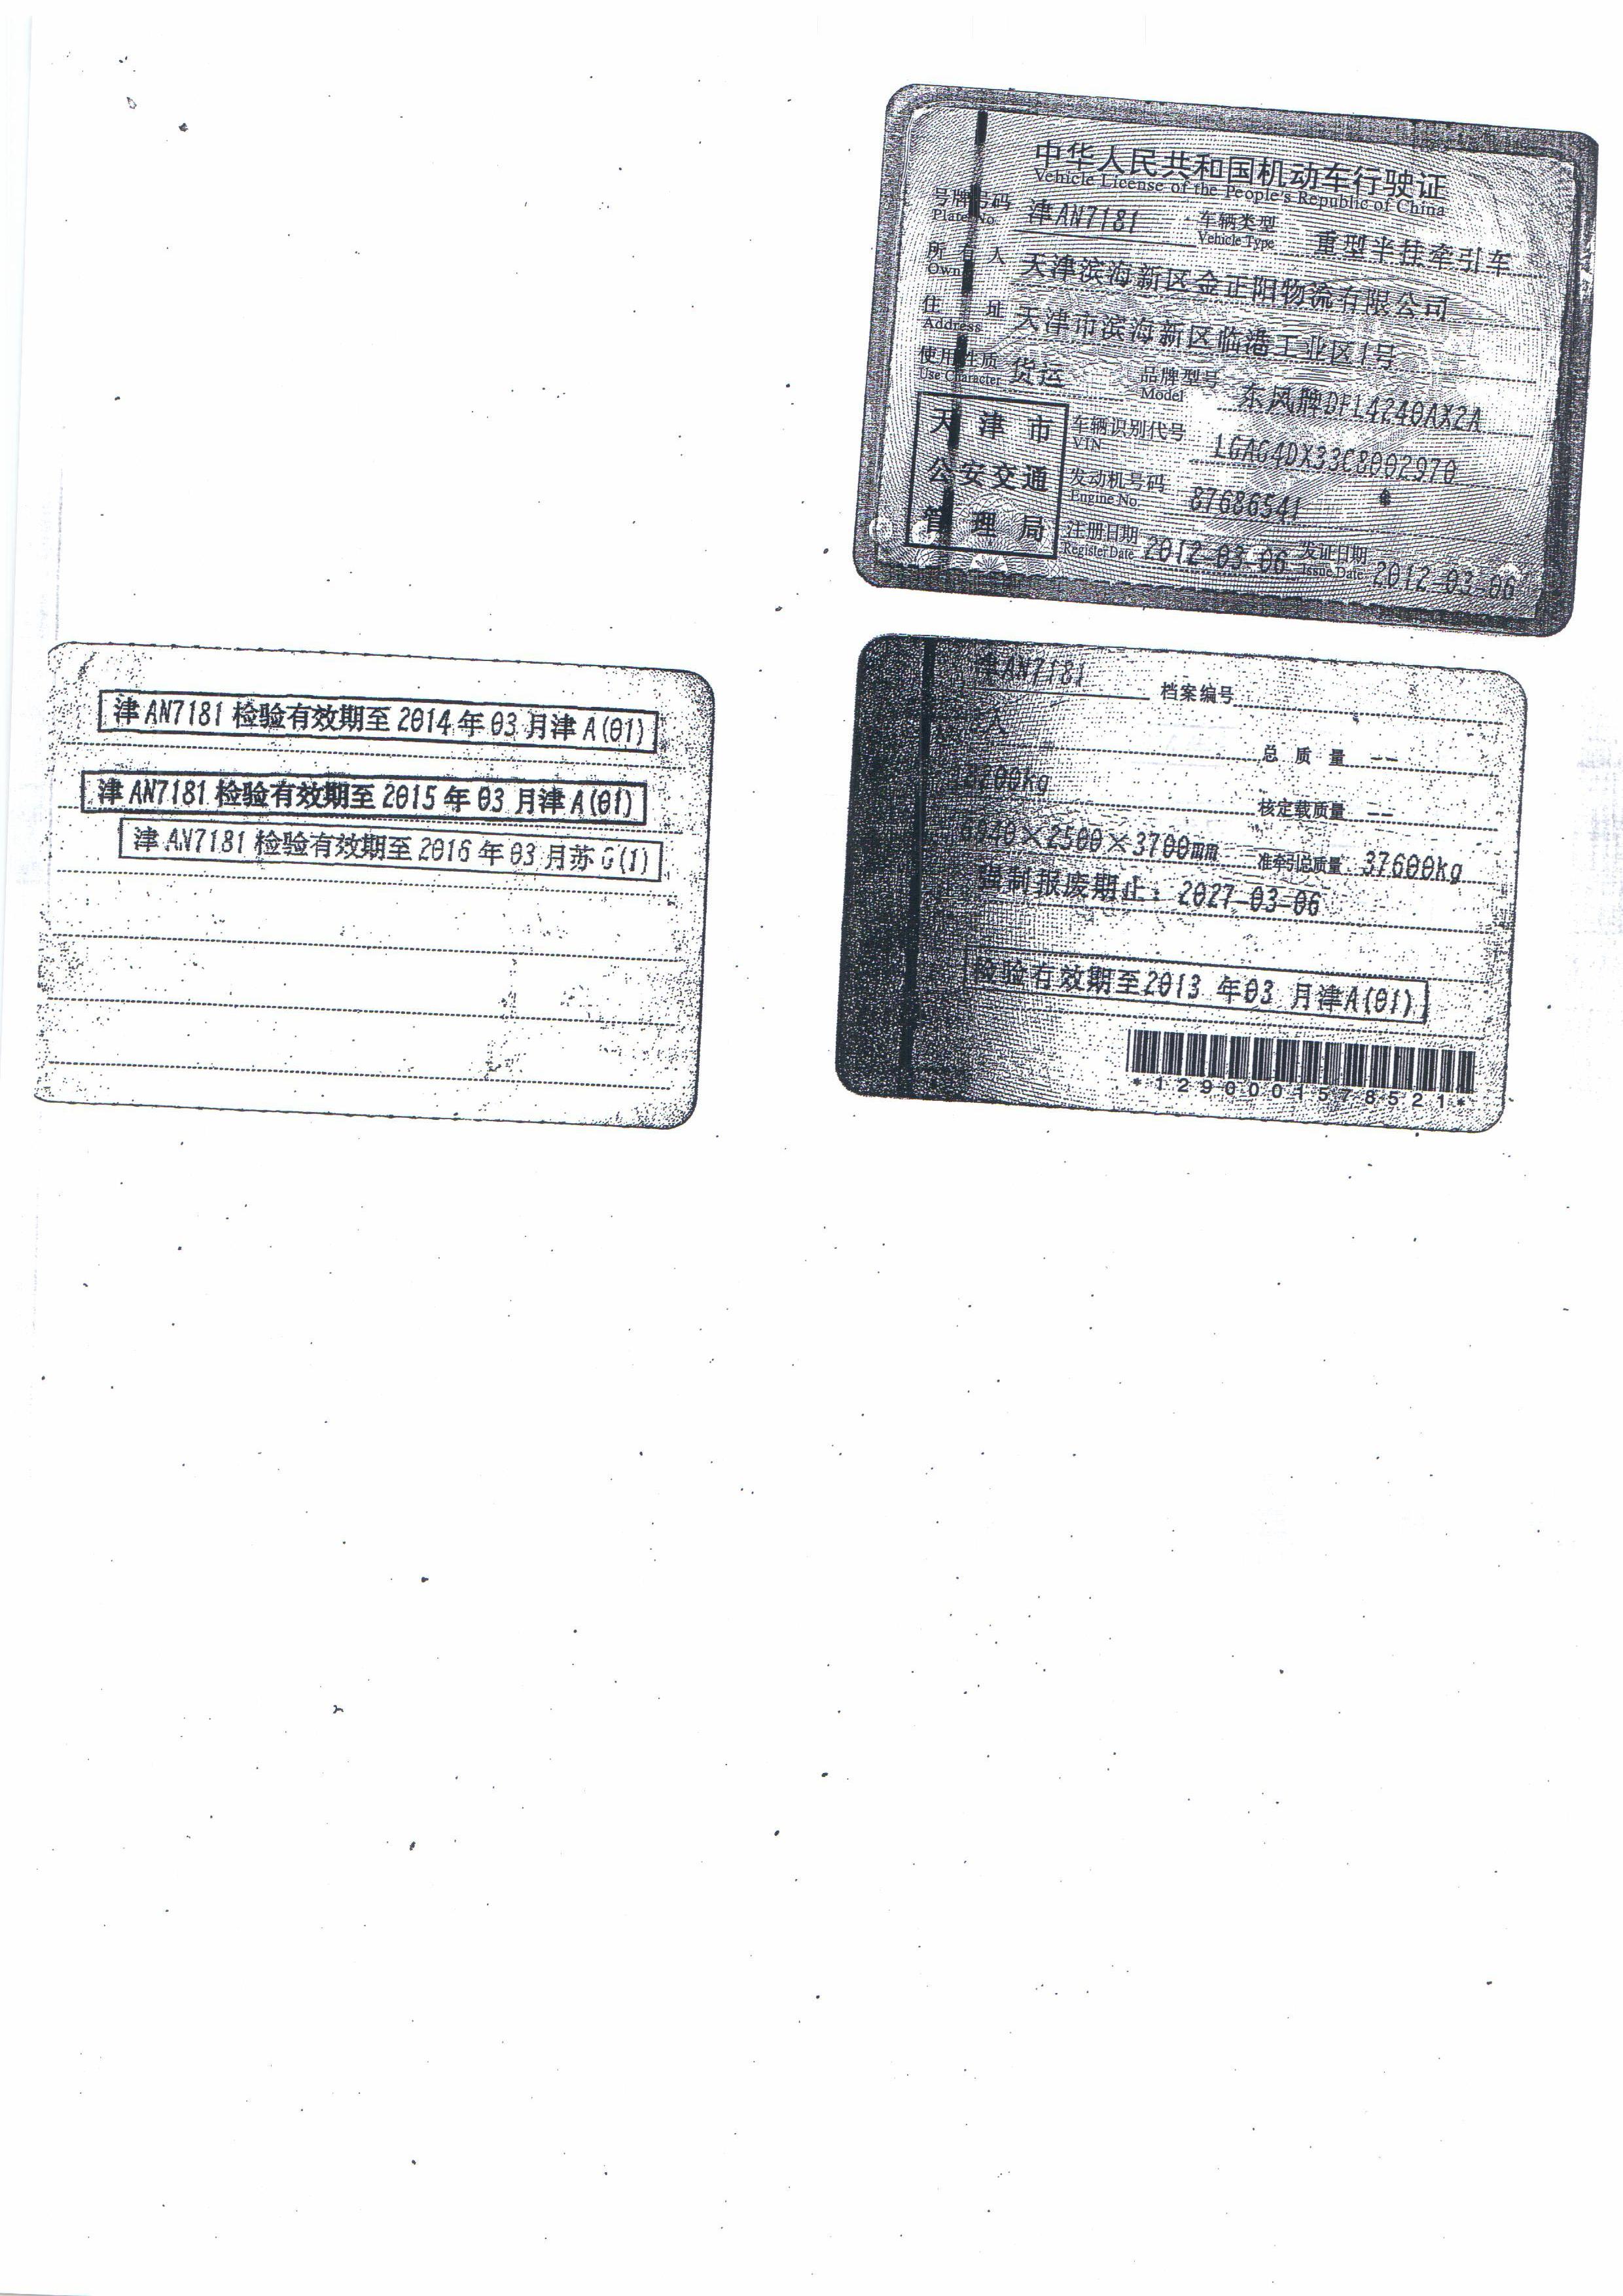 中华人民共和国机动车行驶证
Vehicle License of the People's Republic of China
号牌号码 津AN7181 车辆类型 重型半挂牵引车
Plate No. Vehicle Type
所有人 天津滨海新区金正阳物流有限公司
Owner
住址 天津市滨海新区临港工业区1号
Address
使用性质 货运 品牌型号 东风牌DFL4240AX2A
Use Character Model
天津市
公安交通
管理局
车辆识别代号 LGAG4DX33C8002970
VIN
发动机号码 87686541
Engine No.
注册日期 2012-03-06 发证日期 2012-03-06
Register Date Issue Date
津AN7181 检验有效期至2014年03月津A(01)
津AN7181 检验有效期至2015年03月津A(01)
津AN7181 检验有效期至2016年03月苏G(1)
津AN7181 档案编号
人
总质量 --
核定载质量 --
×2500×3700mm 准牵引总质量 37600kg
强制报废期止：2027-03-06
检验有效期至2013年03月津A(01)
*1290001578521*